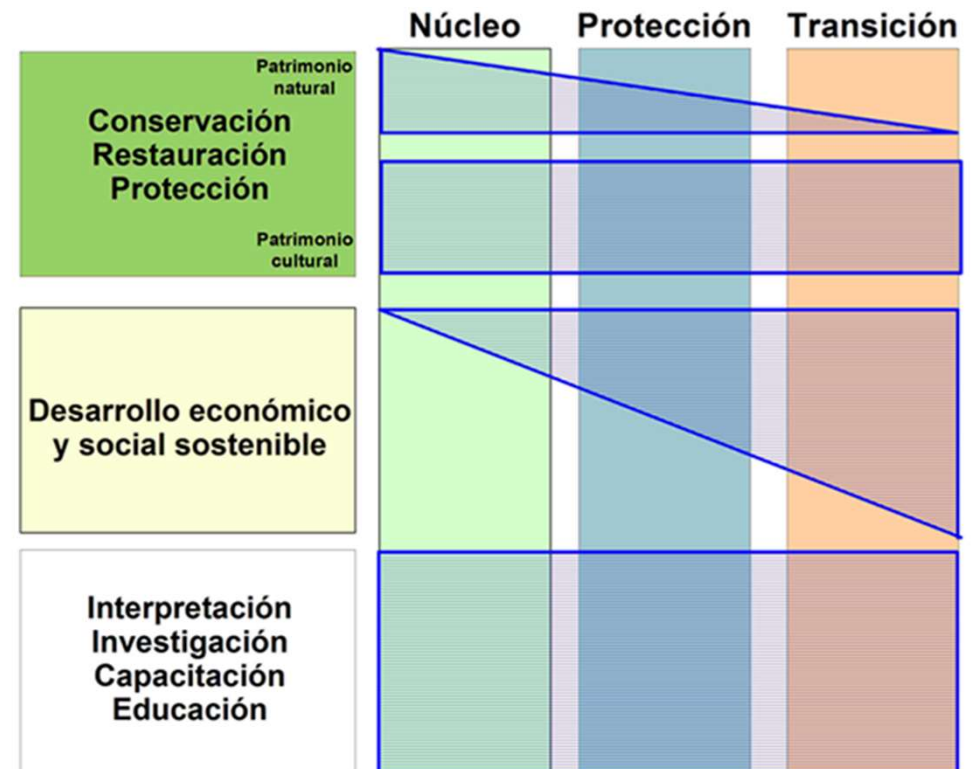 Núcleo Protección Transición
Patrimonio
natural
Conservación
Restauración
Protección
Patrimonio
cultural
Desarrollo económico
y social sostenible
Interpretación
Investigación
Capacitación
Educación